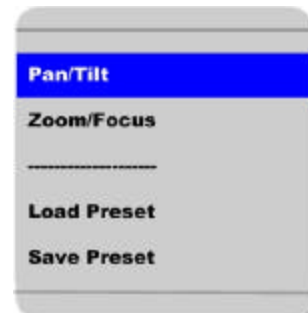 Pan/Tilt
Zoom/Focus
--------------------
Load Preset
Save Preset